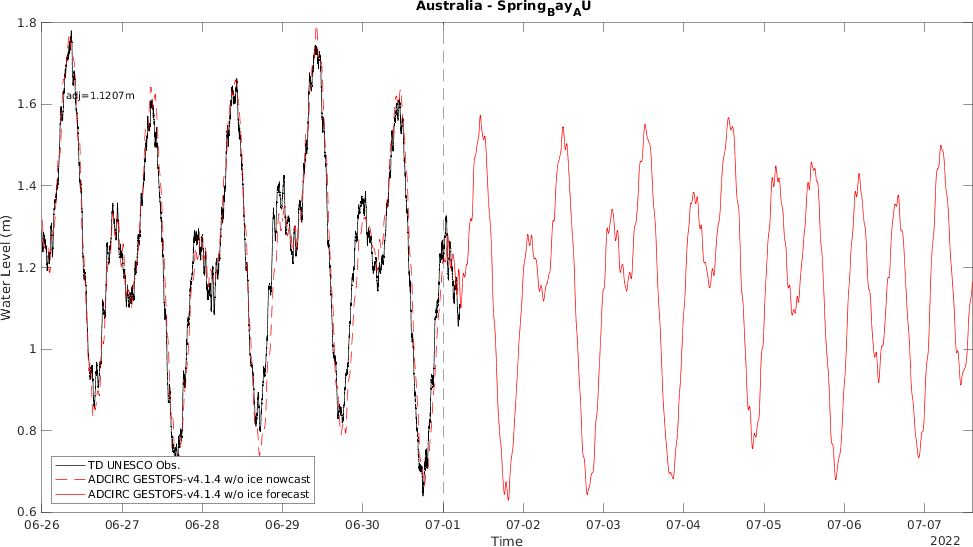 Australia - Spring_Bay_AU
1.8
1.6
1.4
1.2
1
0.8
0.6
Water Level (m)
adj=1.1207m
TD UNESCO Obs.
ADCIRC GESTOFS-v4.1.4 w/o ice nowcast
ADCIRC GESTOFS-v4.1.4 w/o ice forecast
06-26 06-27 06-28 06-29 06-30 07-01 07-02 07-03 07-04 07-05 07-06 07-07
Time
2022